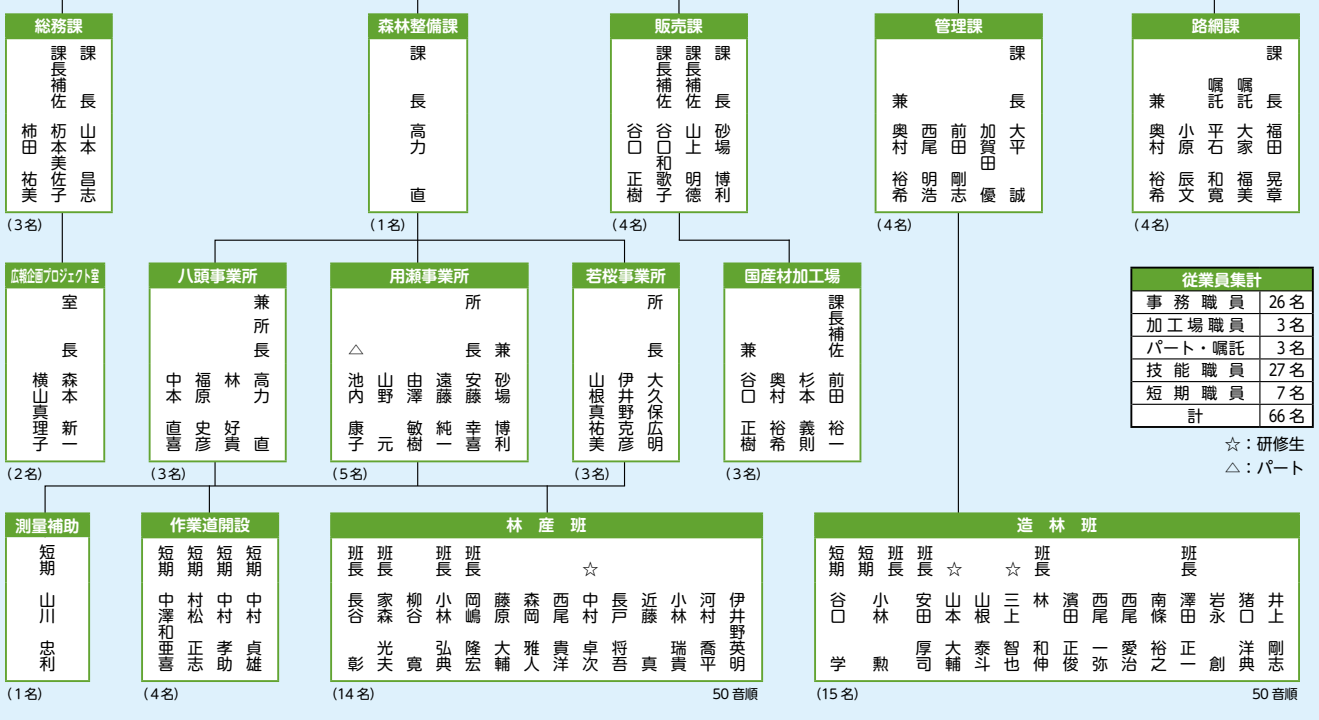 総務課
課長 山本 昌志
課長補佐 栃本美佐子
柿田 祐美
(3名)
森林整備課
課長 高力 直
(1名)
販売課
課長 砂場 博利
課長補佐 山上 明德
課長補佐 谷口和歌子
谷口 正樹
(4名)
管理課
課長 大平 誠
加賀田 優
前田 剛志
西尾 明浩
兼 奥村 裕希
(4名)
路網課
課長 福田 晃章
嘱託 大家 福美
嘱託 平石 和寛
小原 辰文
兼 奥村 裕希
(4名)
広報企画プロジェクト室
室長 森本 新一
横山真理子
(2名)
八頭事業所
兼所長 高力 直
林 好貴
福原 史彦
中本 直喜
(3名)
用瀬事業所
兼 砂場 博利
所長 安藤 幸喜
遠藤 純一
由澤 敏樹
山野 元
△ 池内 康子
(5名)
若桜事業所
所長 大久保広明
伊井野克彦
山根真祐美
(3名)
国産材加工場
課長補佐 前田 裕一
杉本 義則
奥村 裕希
兼 谷口 正樹
(3名)
従業員集計
事務職員 26名
加工場職員 3名
パート・嘱託 3名
技能職員 27名
短期職員 7名
計 66名
☆：研修生
△：パート
測量補助
短期 山川 忠利
(1名)
作業道開設
短期 中村 貞雄
短期 中村 孝助
短期 村松 正志
短期 中澤和亜喜
(4名)
林産班
伊井野英明
河村 喬平
小林 瑞貴
近藤 真
長戸 将吾
☆ 中村 卓次
西尾 貴洋
森岡 雅人
藤原 大輔
班長 岡嶋 隆宏
班長 小林 弘典
柳谷 寛
班長 家森 光夫
班長 長谷 彰
(14名)
50音順
造林班
井上 剛志
猪口 洋典
岩永 創
班長 澤田 正一
南條 裕之
西尾 愛治
西尾 一弥
濱田 正俊
班長 林 和伸
☆ 三上 智也
山根 泰斗
☆ 山本 大輔
班長 安田 厚司
班長 短期 小林 勲
短期 谷口 学
(15名)
50音順